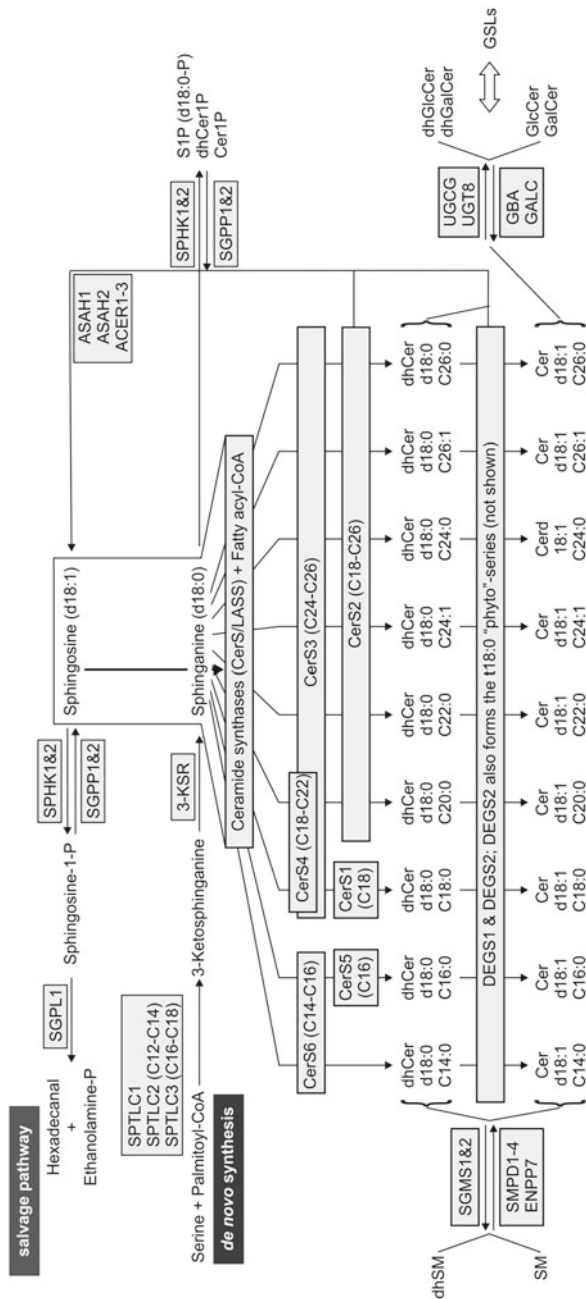 salvage pathway
Hexadecanal
+
Ethanolamine-P
SGPL1
Sphingosine-1-P
SPHK1&2
SGPP1&2
Sphingosine (d18:1)
ASAH1
ASAH2
ACER1-3
SPTLC1
SPTLC2 (C12–C14)
SPTLC3 (C16–C18)
Serine + Palmitoyl-CoA
de novo synthesis
3-Ketosphinganine
3-KSR
Sphinganine (d18:0)
SPHK1&2
SGPP1&2
S1P (d18:0-P)
dhCer1P
Cer1P
Ceramide synthases (CerS/LASS) + Fatty acyl-CoA
CerS6 (C14–C16)
CerS4 (C18–C22)
CerS3 (C24–C26)
CerS5
(C16)
CerS1
(C18)
CerS2 (C18–C26)
dhCer dhCer dhCer dhCer dhCer dhCer dhCer dhCer dhCer
d18:0 d18:0 d18:0 d18:0 d18:0 d18:0 d18:0 d18:0 d18:0
C14:0 C16:0 C18:0 C20:0 C22:0 C24:1 C24:0 C26:1 C26:0
DEGS1 & DEGS2; DEGS2 also forms the t18:0 "phyto"-series (not shown)
Cer Cer Cer Cer Cer Cer Cerd Cer Cer
d18:1 d18:1 d18:1 d18:1 d18:1 d18:1 18:1 d18:1 d18:1
C14:0 C16:0 C18:0 C20:0 C22:0 C24:1 C24:0 C26:1 C26:0
dhSM
SM
SGMS1&2
SMPD1-4
ENPP7
UGCG
UGT8
GBA
GALC
dhGlcCer
dhGalCer
GlcCer
GalCer
GSLs